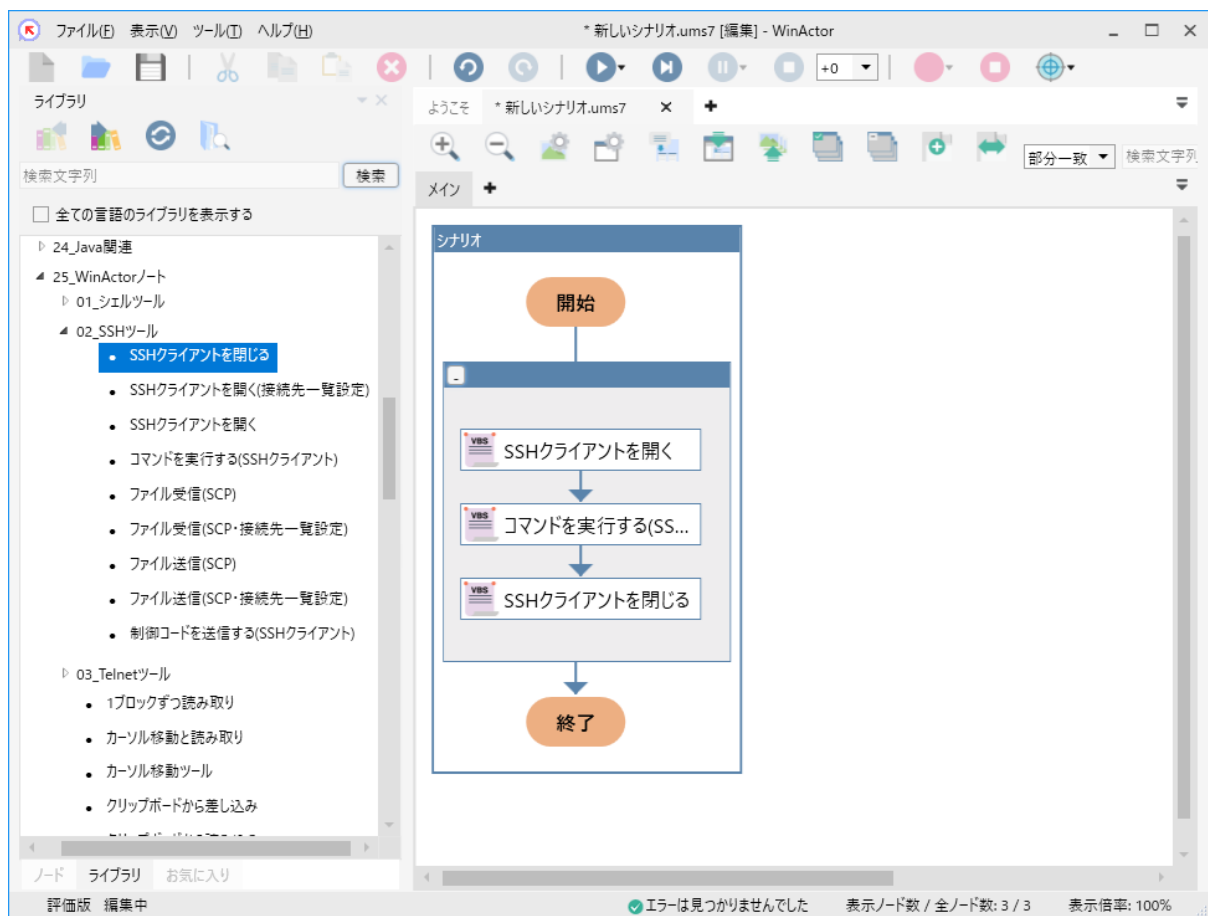 ファイル(F) 表示(V) ツール(T) ヘルプ(H) * 新しいシナリオ.ums7 [編集] - WinActor
+0
ライブラリ
ようこそ * 新しいシナリオ.ums7
検索文字列 検索
部分一致 検索文字列
メイン
全ての言語のライブラリを表示する
24_Java関連
25_WinActorノート
01_シェルツール
02_SSHツール
SSHクライアントを閉じる
SSHクライアントを開く(接続先一覧設定)
SSHクライアントを開く
コマンドを実行する(SSHクライアント)
ファイル受信(SCP)
ファイル受信(SCP・接続先一覧設定)
ファイル送信(SCP)
ファイル送信(SCP・接続先一覧設定)
制御コードを送信する(SSHクライアント)
03_Telnetツール
1ブロックずつ読み取り
カーソル移動と読み取り
カーソル移動ツール
クリップボードから差し込み
ノード ライブラリ お気に入り
シナリオ
開始
-
VBS SSHクライアントを開く
VBS コマンドを実行する(SS...
VBS SSHクライアントを閉じる
終了
評価版 編集中 エラーは見つかりませんでした 表示ノード数 / 全ノード数: 3 / 3 表示倍率: 100%